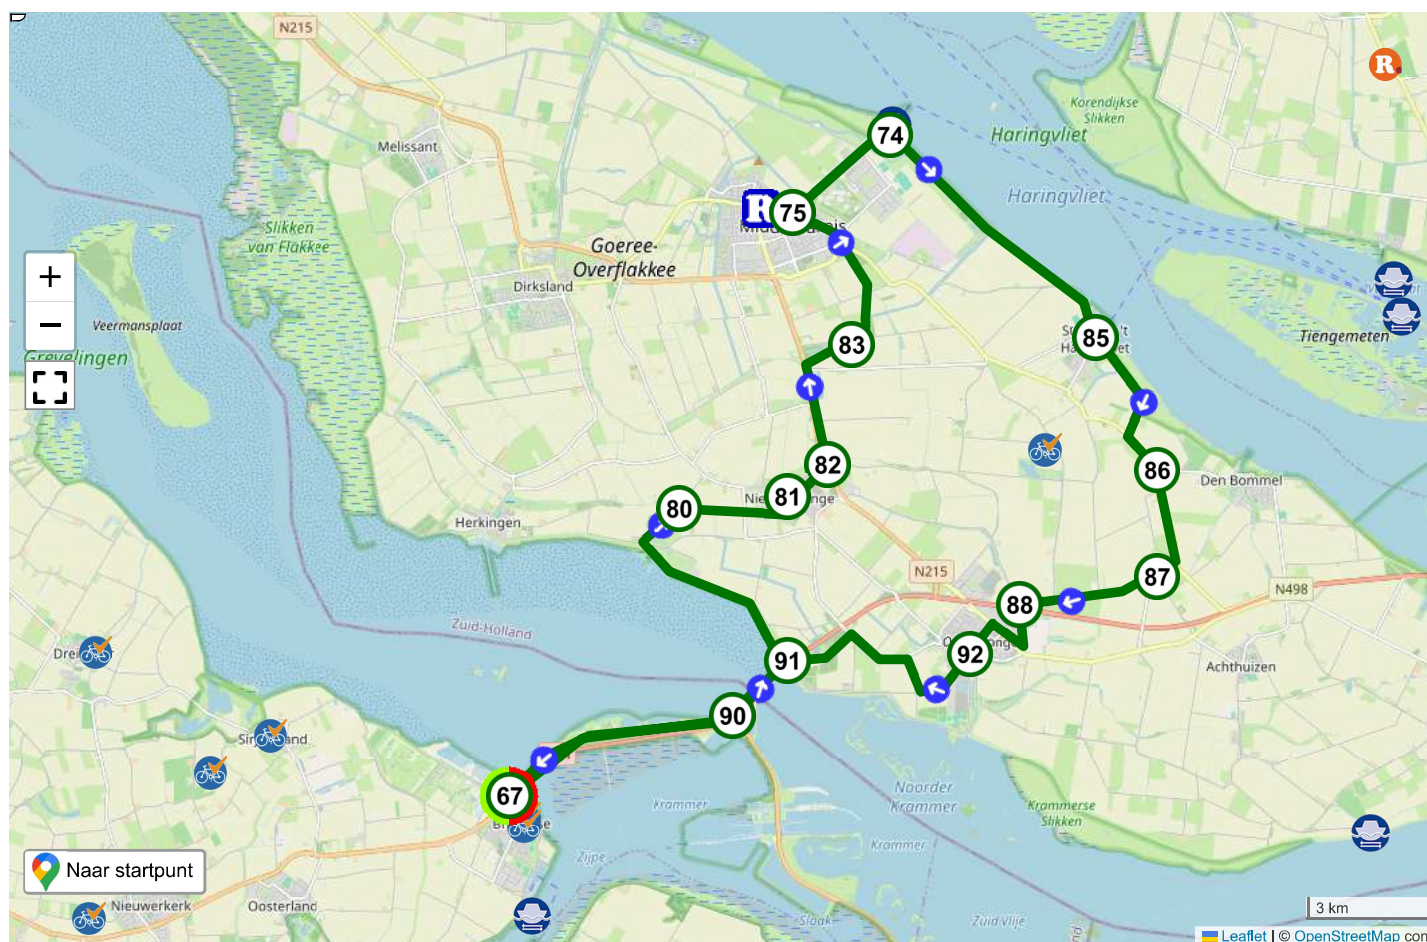 N215
R.
74
Korendijkse
Slikken
Haringvliet
Melissant
Haringvliet
R
75
Slikken
van Flakkee
Goeree-
Overflakkee
+
Dirksland
−
Veermansplaat
Grevelingen
Tiengemeten
85
83
82
86
Den Bommel
81
80
Herkingen
N215
87
N498
88
Zuid-Holland
92
91
Achthuizen
90
67
Noorder
Krammer
Krammer
Krammerse
Slikken
Krammer
Zijpe
Naar startpunt
Nieuwerkerk
Oosterland
Slaak
Zuid Vlije
3 km
Leaflet | © OpenStreetMap con